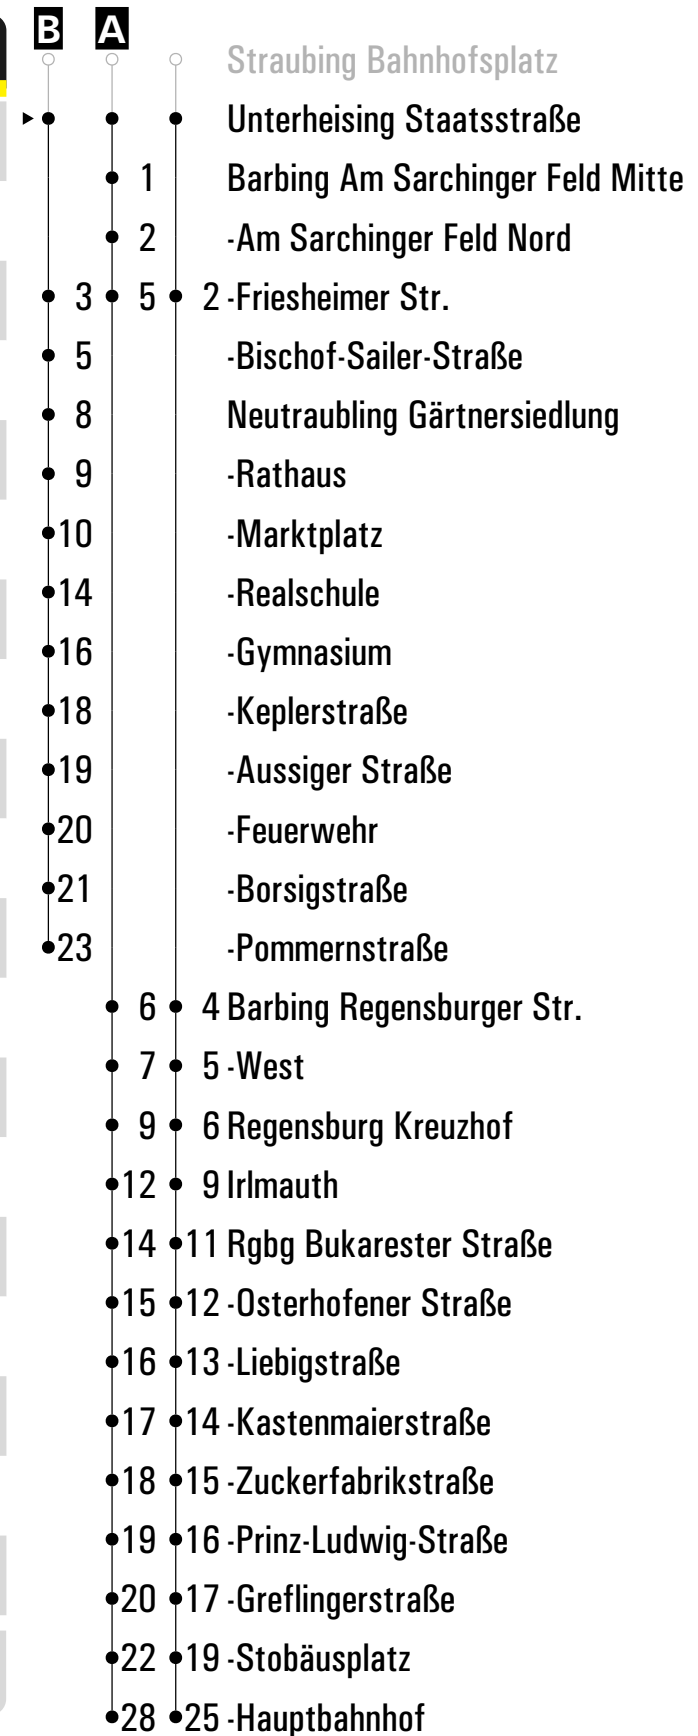 B A
Straubing Bahnhofsplatz
Unterheising Staatsstraße
1 Barbing Am Sarchinger Feld Mitte
2 -Am Sarchinger Feld Nord
3 5 2 -Friesheimer Str.
5 -Bischof-Sailer-Straße
8 Neutraubling Gärtnersiedlung
9 -Rathaus
10 -Marktplatz
14 -Realschule
16 -Gymnasium
18 -Keplerstraße
19 -Aussiger Straße
20 -Feuerwehr
21 -Borsigstraße
23 -Pommernstraße
6 4 Barbing Regensburger Str.
7 5 -West
9 6 Regensburg Kreuzhof
12 9 Irlmauth
14 11 Rgbg Bukarester Straße
15 12 -Osterhofener Straße
16 13 -Liebigstraße
17 14 -Kastenmaierstraße
18 15 -Zuckerfabrikstraße
19 16 -Prinz-Ludwig-Straße
20 17 -Greflingerstraße
22 19 -Stobäusplatz
28 25 -Hauptbahnhof